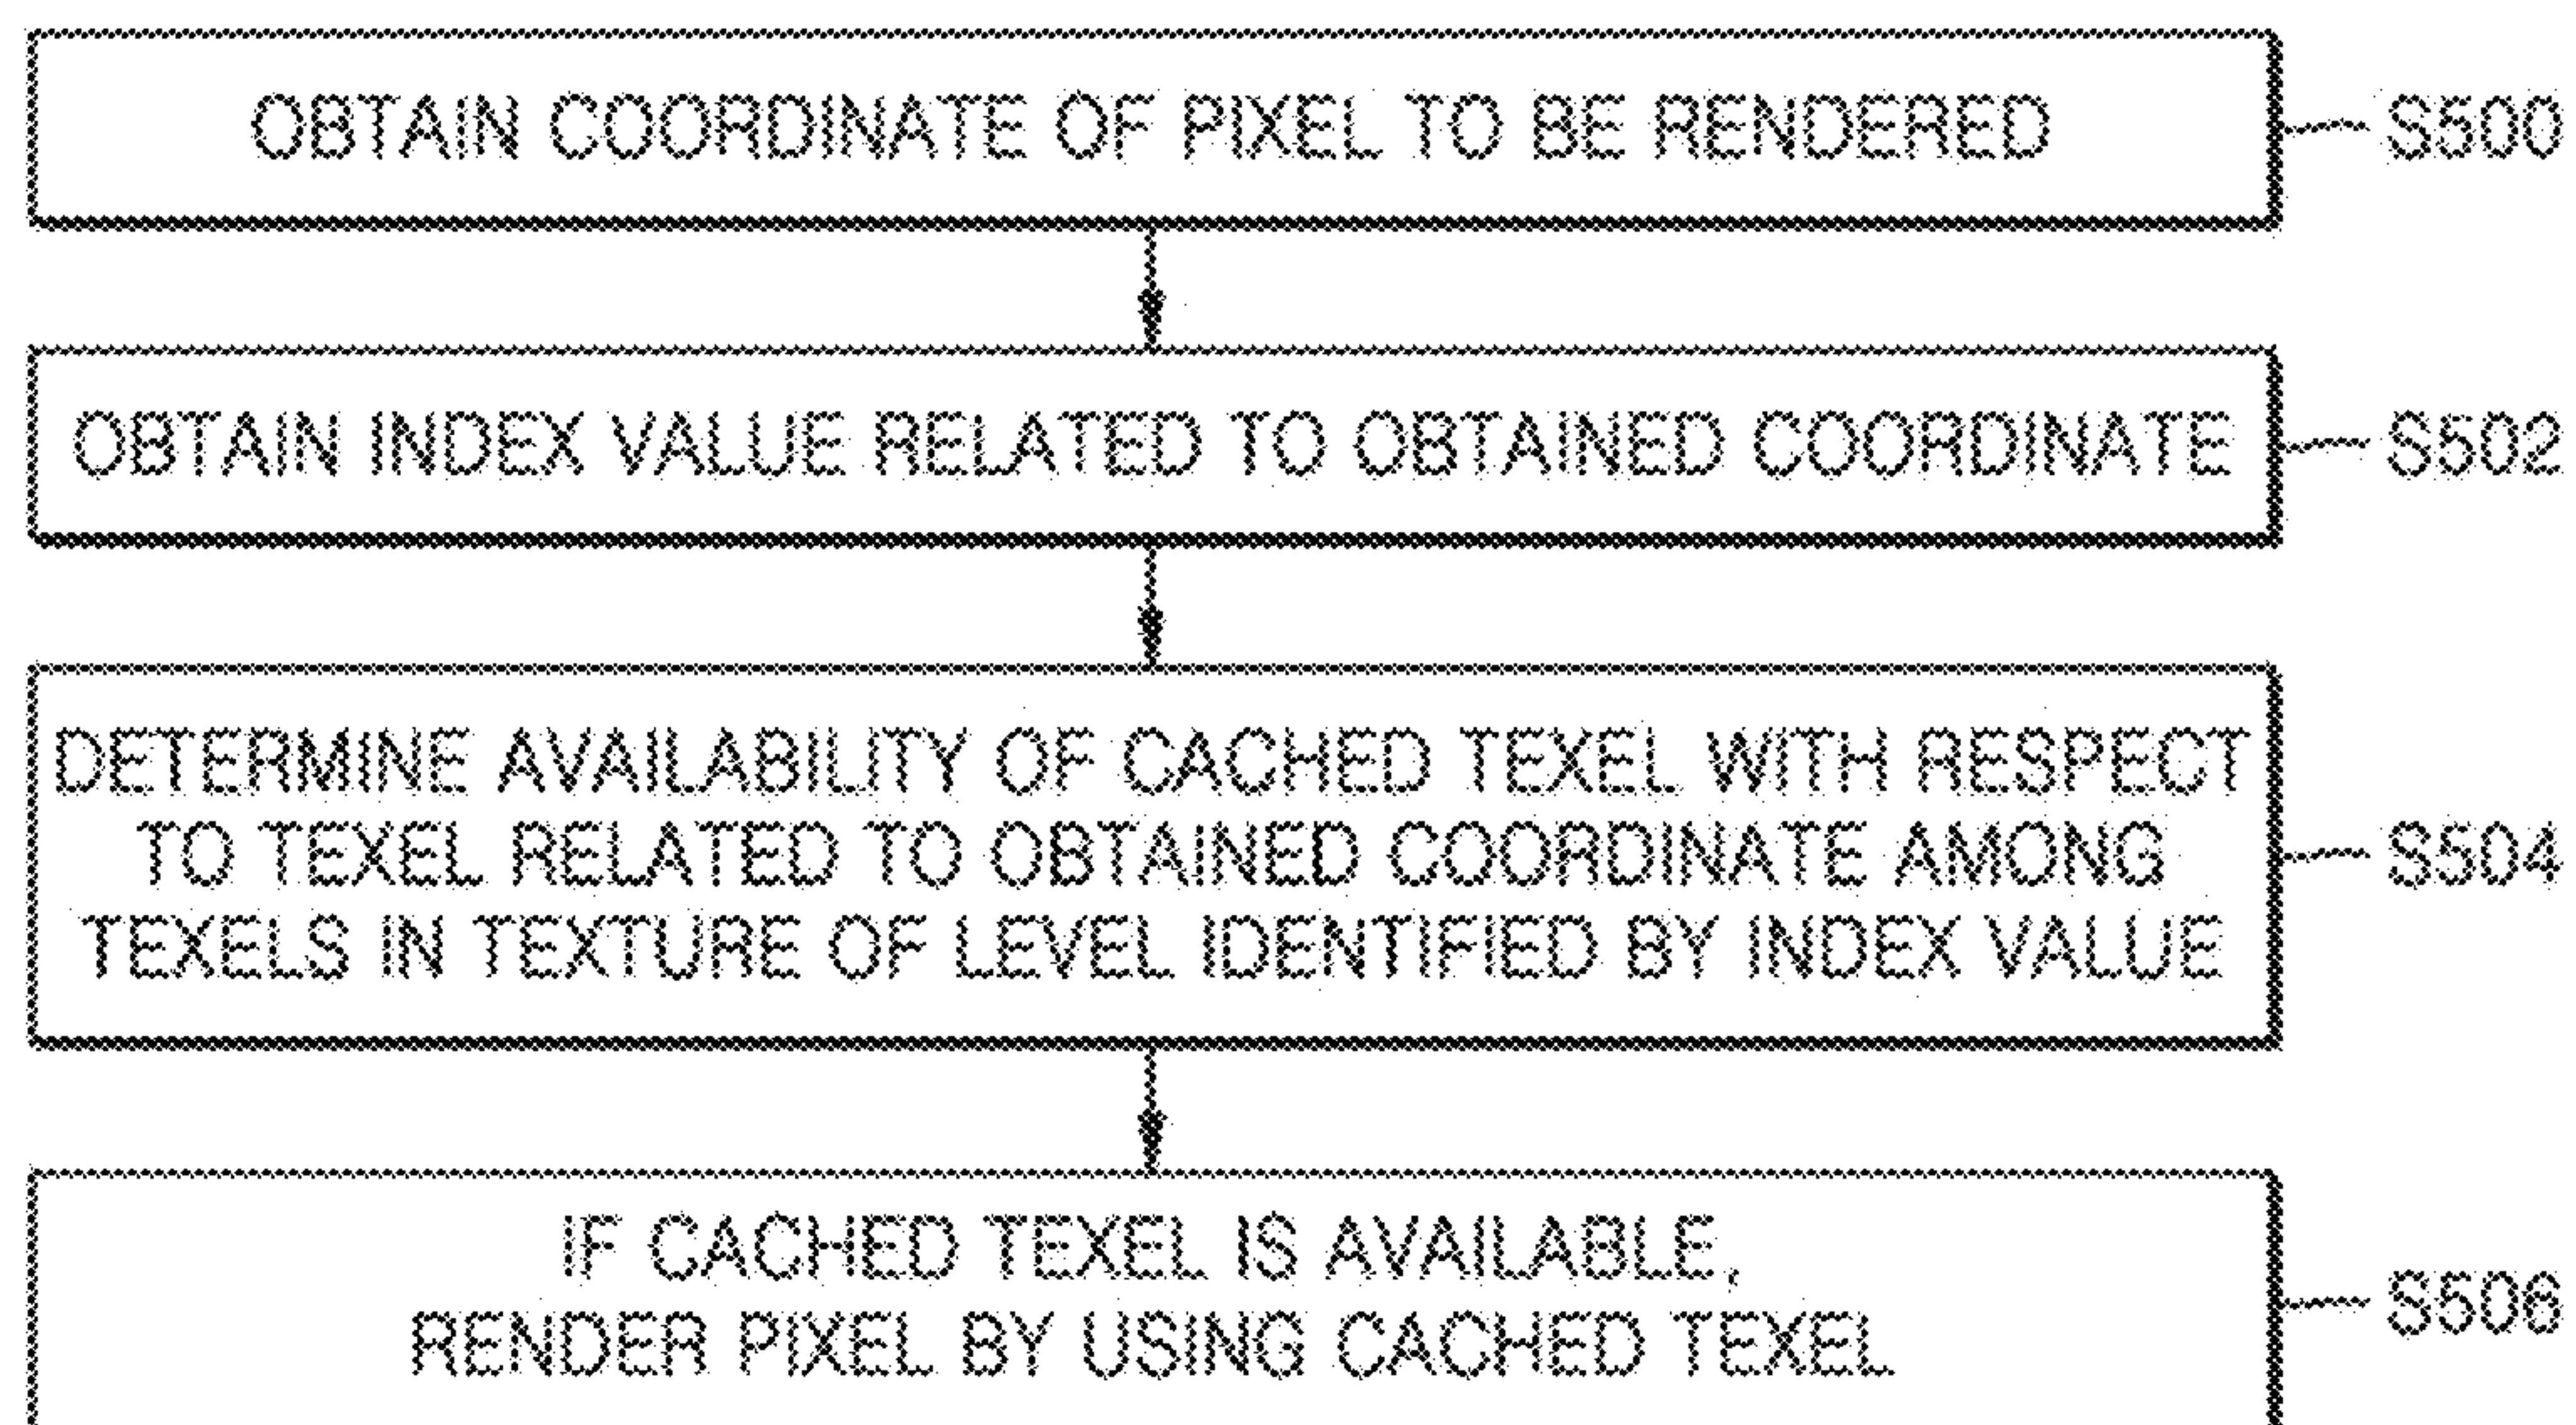 OBTAIN COORDINATE OF PIXEL TO BE RENDERED
S500
OBTAIN INDEX VALUE RELATED TO OBTAINED COORDINATE
S502
DETERMINE AVAILABILITY OF CACHED TEXEL WITH RESPECT
TO TEXEL RELATED TO OBTAINED COORDINATE AMONG
TEXELS IN TEXTURE OF LEVEL IDENTIFIED BY INDEX VALUE
S504
IF CACHED TEXEL IS AVAILABLE,
RENDER PIXEL BY USING CACHED TEXEL
S506